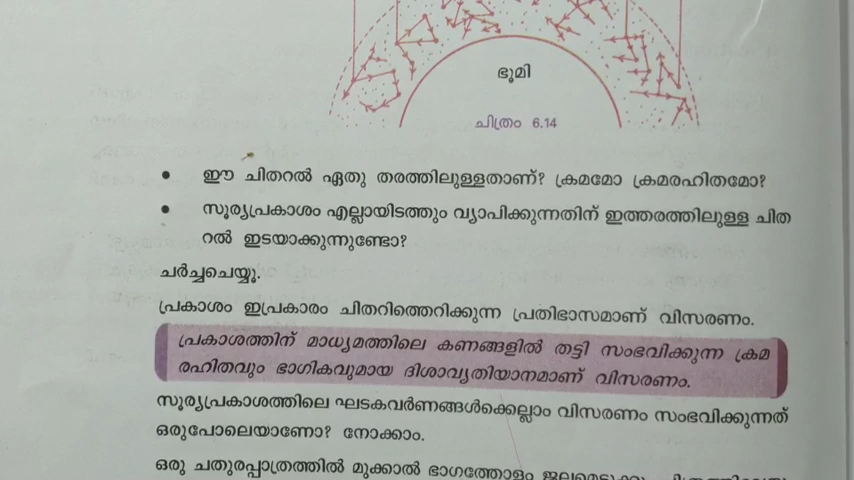 ഭൂമി
ചിത്രം 6.14
• ഈ ചിതറൽ ഏതു തരത്തിലുള്ളതാണ്? ക്രമമോ ക്രമരഹിതമോ?
• സൂര്യപ്രകാശം എല്ലായിടത്തും വ്യാപിക്കുന്നതിന് ഇത്തരത്തിലുള്ള ചിത
റൽ ഇടയാക്കുന്നുണ്ടോ?
ചർച്ചചെയ്യൂ.
പ്രകാശം ഇപ്രകാരം ചിതറിത്തെറിക്കുന്ന പ്രതിഭാസമാണ് വിസരണം.
പ്രകാശത്തിന് മാധ്യമത്തിലെ കണങ്ങളിൽ തട്ടി സംഭവിക്കുന്ന ക്രമ
രഹിതവും ഭാഗികവുമായ ദിശാവ്യതിയാനമാണ് വിസരണം.
സൂര്യപ്രകാശത്തിലെ ഘടകവർണങ്ങൾക്കെല്ലാം വിസരണം സംഭവിക്കുന്നത്
ഒരുപോലെയാണോ? നോക്കാം.
ഒരു ചതുരപ്പാത്രത്തിൽ മുക്കാൽ ഭാഗത്തോളം